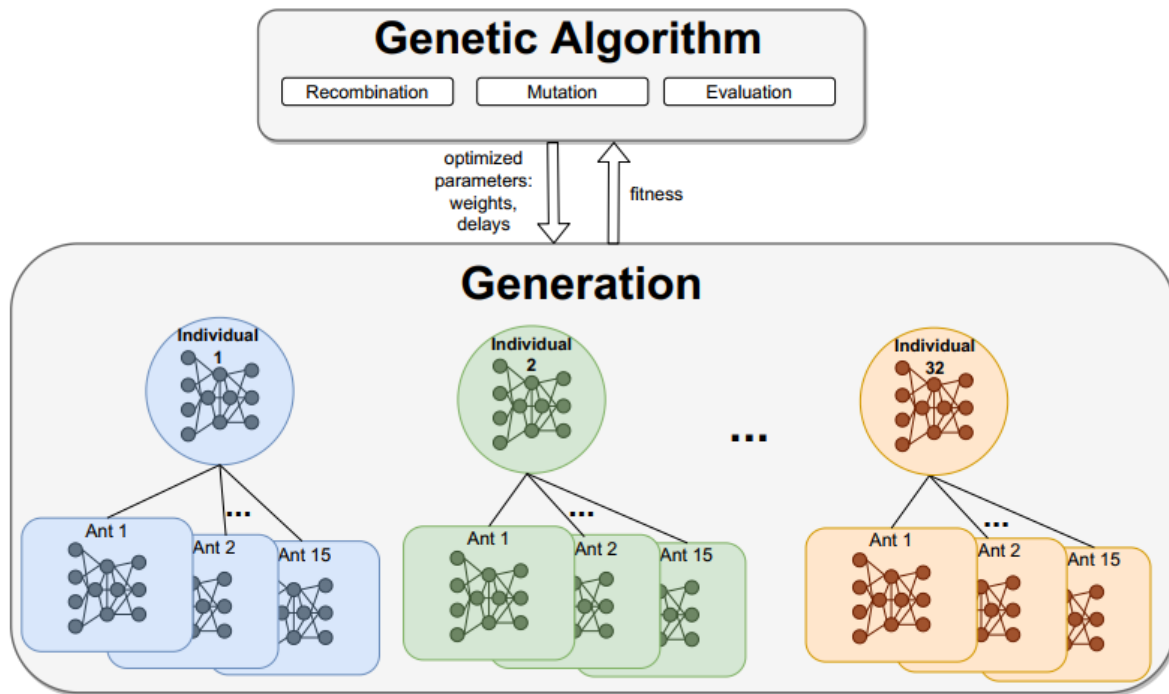 Genetic Algorithm
Recombination
Mutation
Evaluation
optimized
parameters:
weights,
delays
fitness
Generation
Individual
1
Individual
2
Individual
32
...
...
...
...
Ant 1
Ant 2
Ant 15
Ant 1
Ant 2
Ant 15
Ant 1
Ant 2
Ant 15